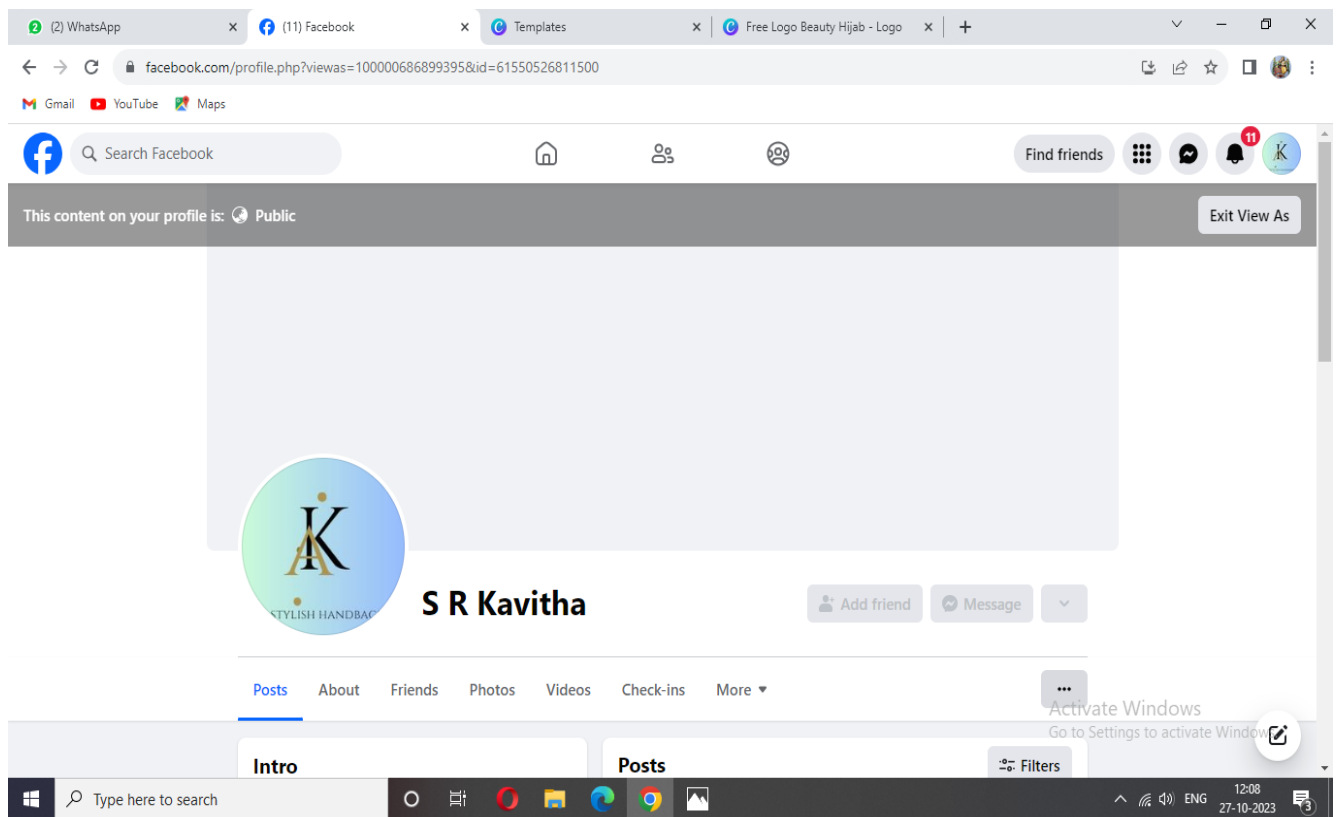 2 (2) WhatsApp
(11) Facebook
Templates
Free Logo Beauty Hijab - Logo
facebook.com/profile.php?viewas=100000686899395&id=61550526811500
Gmail YouTube Maps
Search Facebook
Find friends
11
This content on your profile is: Public
Exit View As
AK
STYLISH HANDBAG
S R Kavitha
Add friend Message
Posts About Friends Photos Videos Check-ins More
Activate Windows
Go to Settings to activate Windows
Intro
Posts
Filters
Type here to search
ENG
12:08
27-10-2023
3